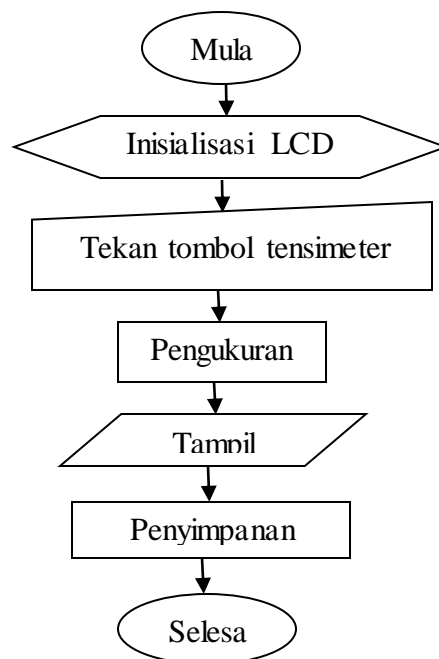 Mula
Inisialisasi LCD
Tekan tombol tensimeter
Pengukuran
Tampil
Penyimpanan
Selesa